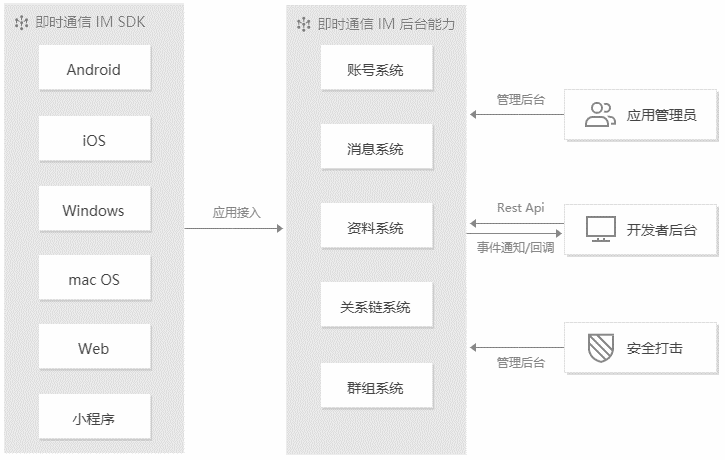 即时通信 IM SDK
Android
iOS
Windows
mac OS
Web
小程序
应用接入
即时通信 IM 后台能力
账号系统
消息系统
资料系统
关系链系统
群组系统
管理后台
应用管理员
Rest Api
事件通知/回调
开发者后台
管理后台
安全打击